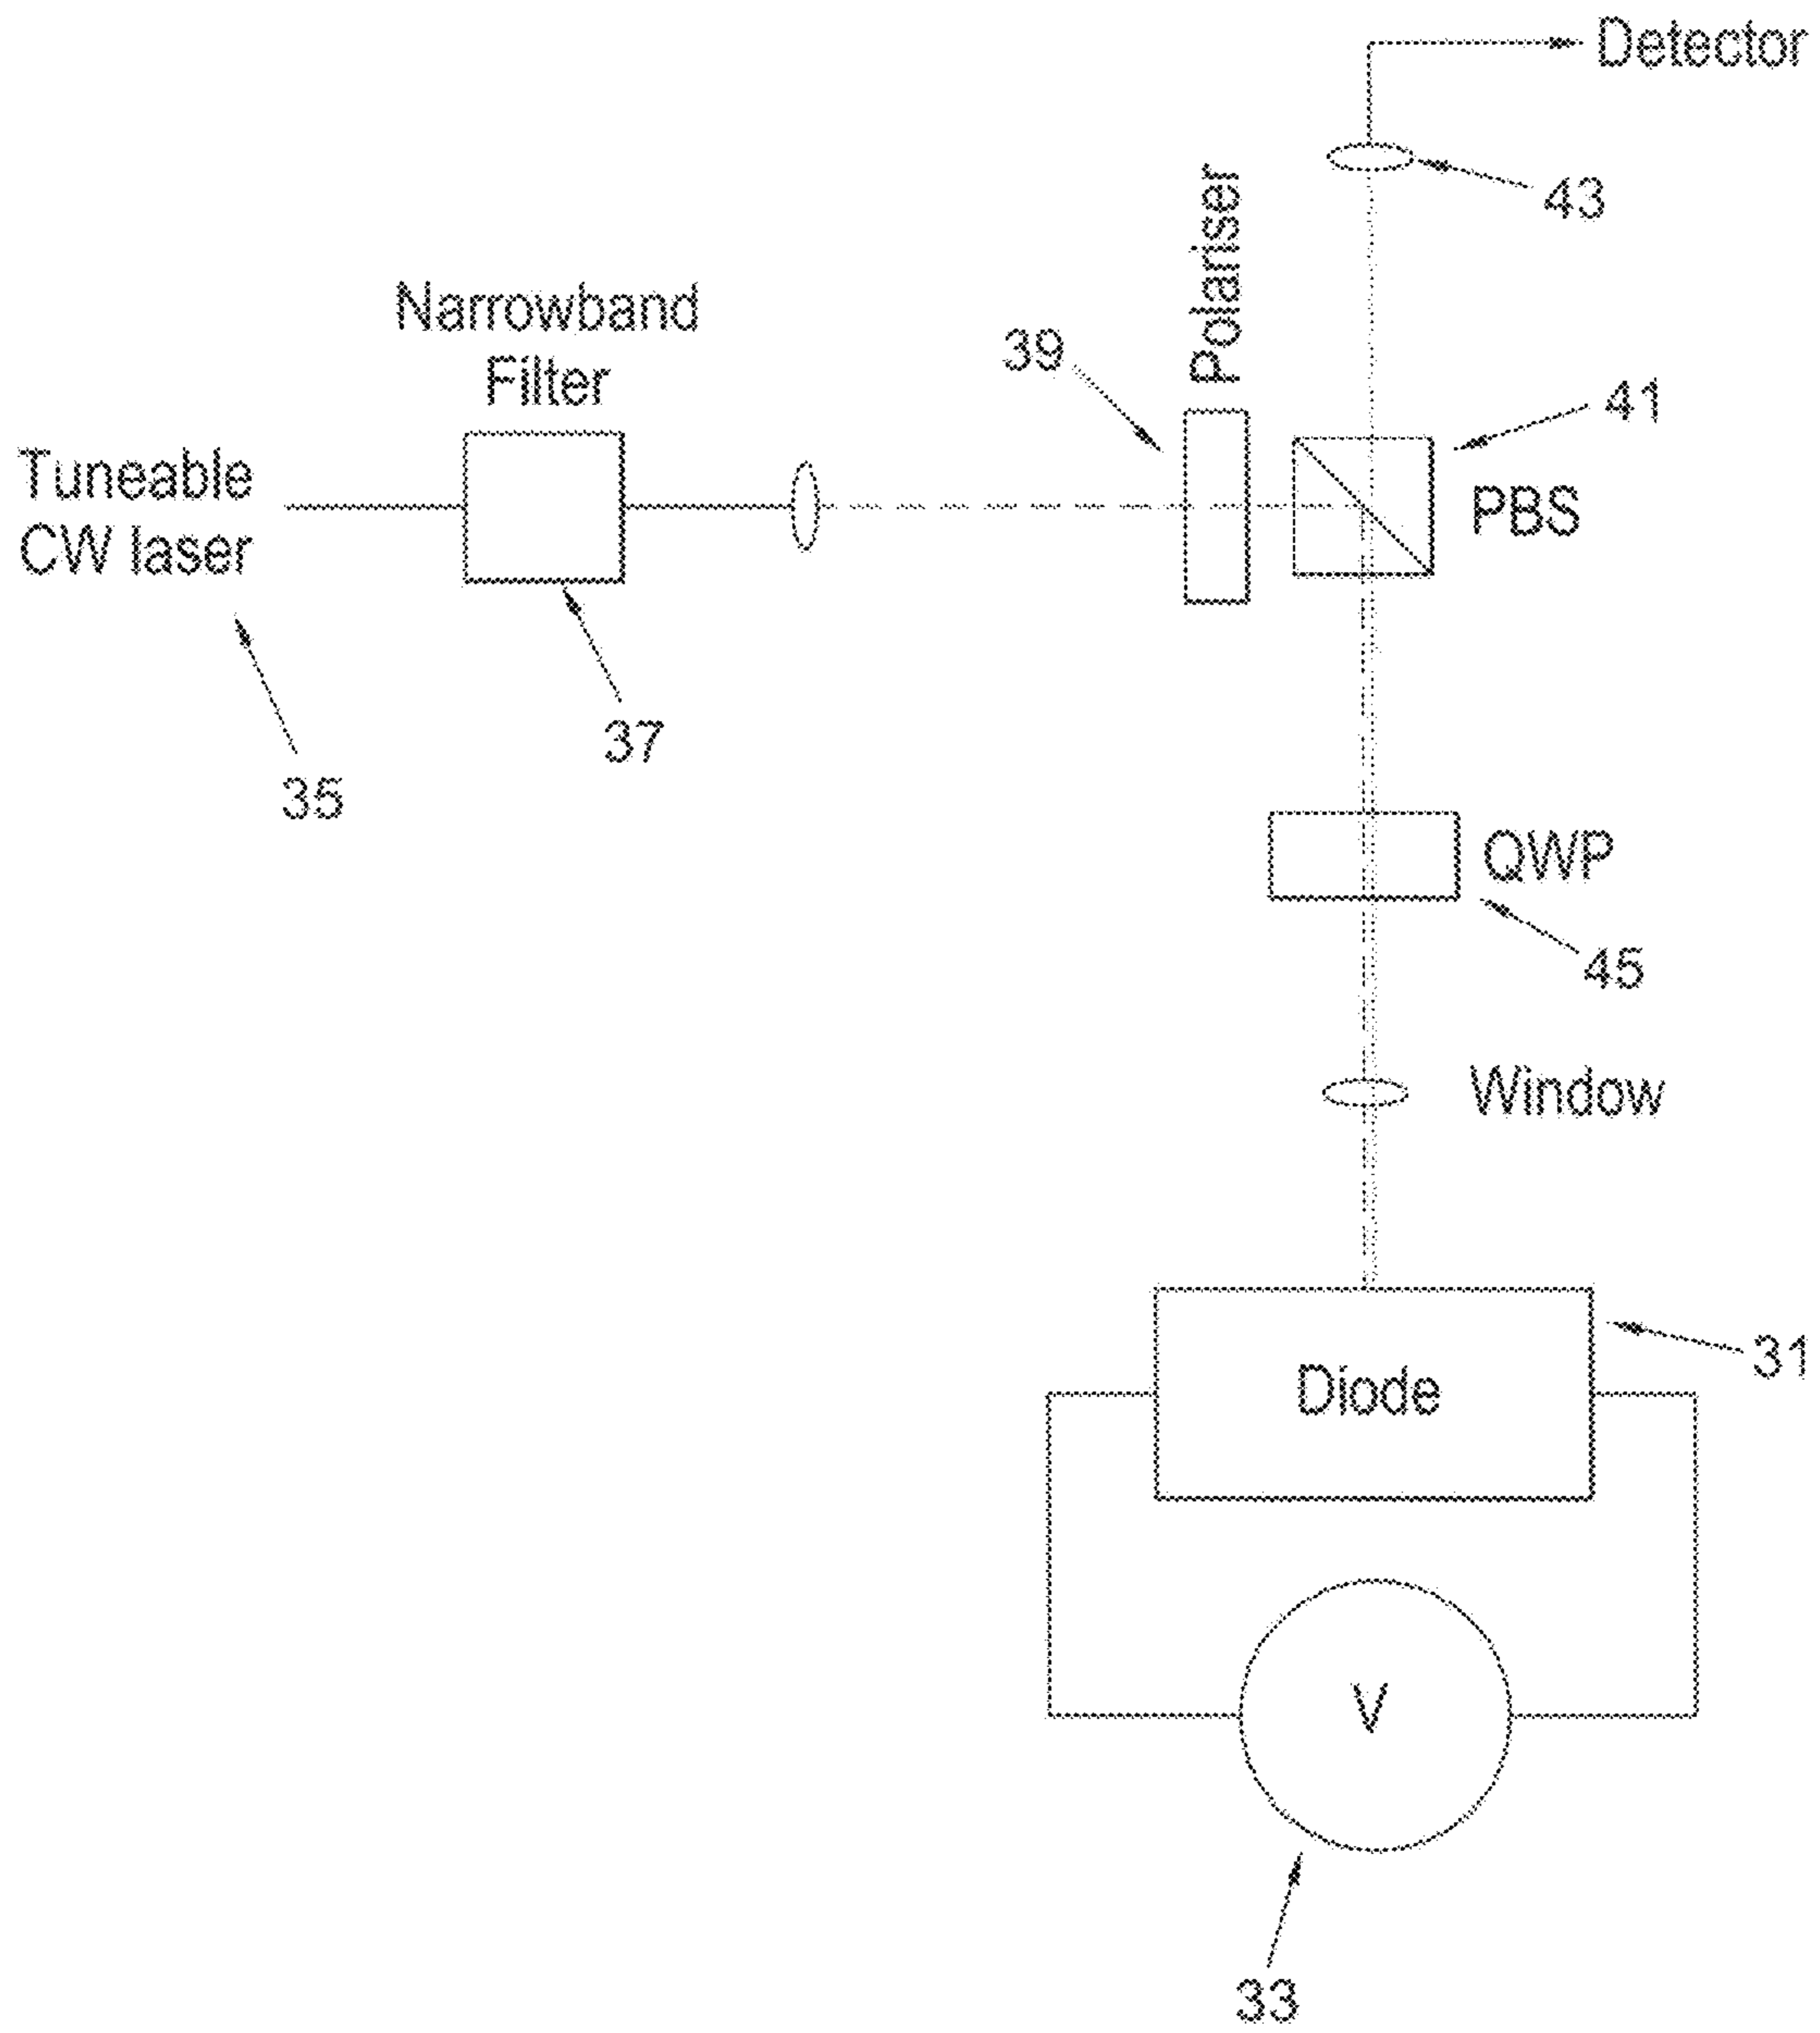 Detector
43
Polariser
Narrowband
Filter
39
41
Tuneable
CW laser
PBS
37
35
QWP
45
Window
31
Diode
V
33